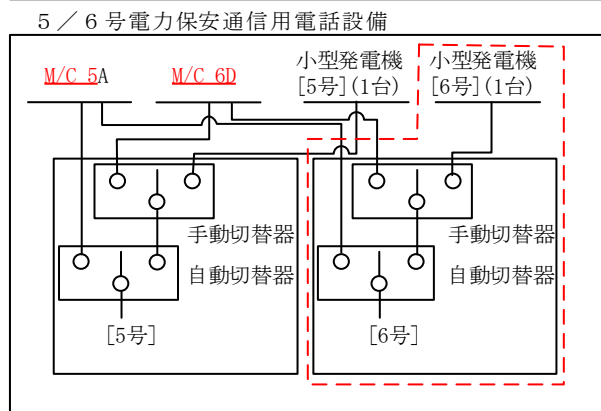 5／6号電力保安通信用電話設備
M/C 5A
M/C 6D
小型発電機
[5号](1台)
小型発電機
[6号](1台)
手動切替器
自動切替器
[5号]
手動切替器
自動切替器
[6号]